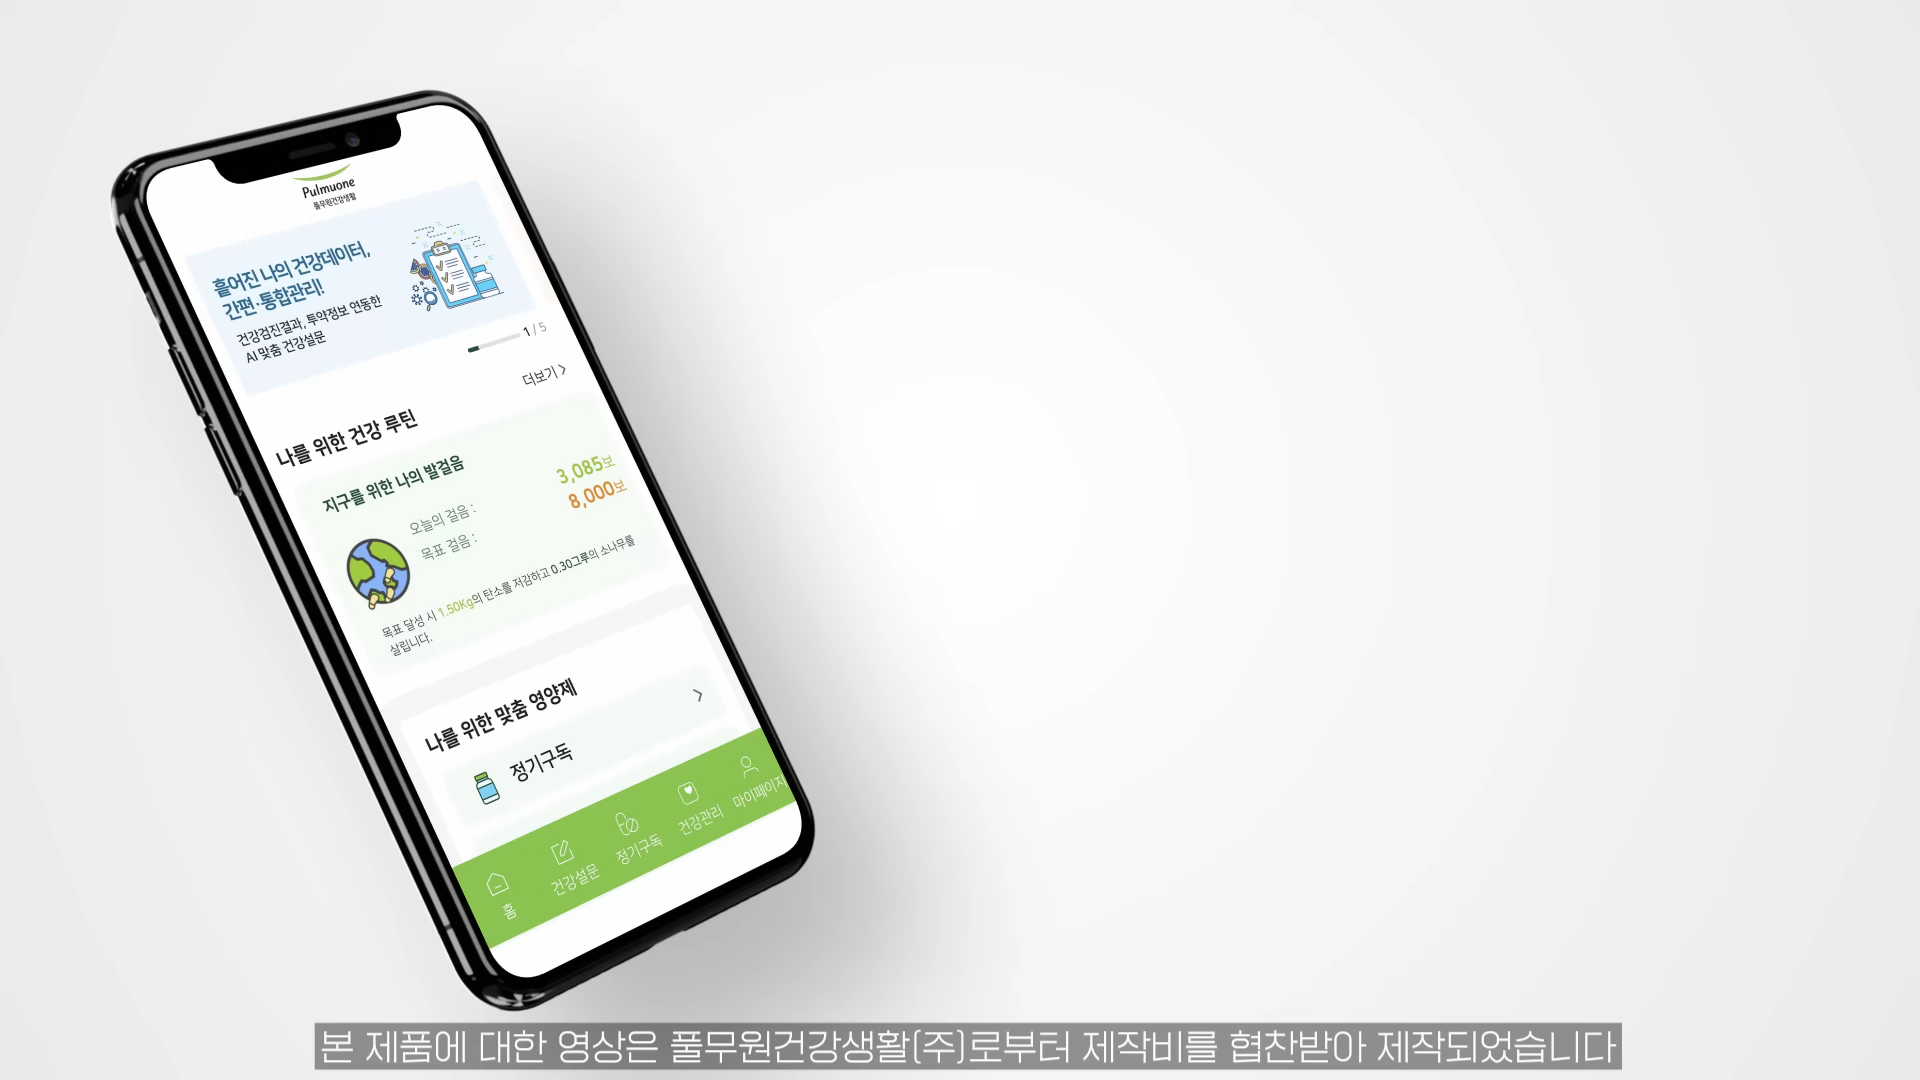 Pulmuone
풀무원건강생활
흩어진 나의 건강데이터,
간편·통합관리!
건강검진결과, 투약정보 연동한
AI 맞춤 건강설문
1 / 5
더보기 >
나를 위한 건강 루틴
지구를 위한 나의 발걸음
오늘의 걸음 : 3,085보
목표 걸음 : 8,000보
목표 달성 시 1.50Kg의 탄소를 저감하고 0.30그루의 소나무를
살립니다.
나를 위한 맞춤 영양제
정기구독 >
홈 건강설문 정기구독 건강관리 마이페이지
본 제품에 대한 영상은 풀무원건강생활(주)로부터 제작비를 협찬받아 제작되었습니다